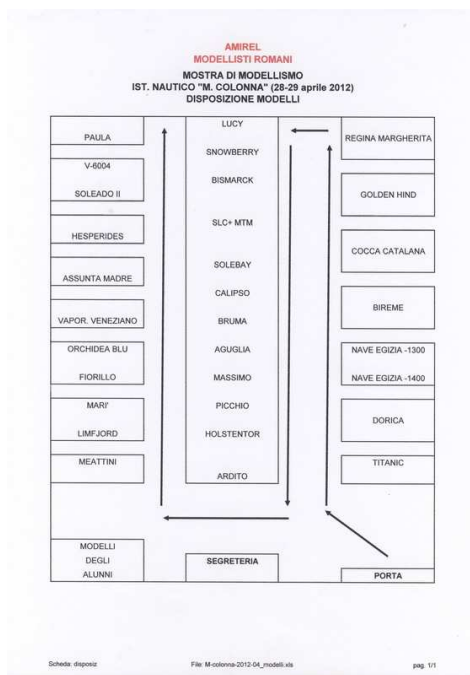 AMIREL
MODELLISTI ROMANI
MOSTRA DI MODELLISMO
IST. NAUTICO "M. COLONNA" (28-29 aprile 2012)
DISPOSIZIONE MODELLI
PAULA
V-6004
SOLEADO II
HESPERIDES
ASSUNTA MADRE
VAPOR. VENEZIANO
ORCHIDEA BLU
FIORILLO
MARI'
LIMFJORD
MEATTINI
MODELLI
DEGLI
ALUNNI
LUCY
SNOWBERRY
BISMARCK
SLC+ MTM
SOLEBAY
CALIPSO
BRUMA
AGUGLIA
MASSIMO
PICCHIO
HOLSTENTOR
ARDITO
SEGRETERIA
REGINA MARGHERITA
GOLDEN HIND
COCCA CATALANA
BIREME
NAVE EGIZIA -1300
NAVE EGIZIA -1400
DORICA
TITANIC
PORTA
Scheda: disposiz
File: M-colonna-2012-04_modelli.xls
pag. 1/1